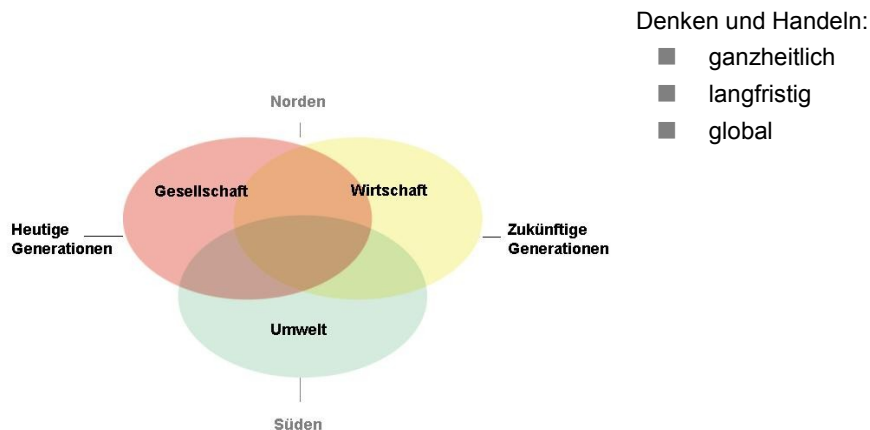 Denken und Handeln:
ganzheitlich
langfristig
global
Norden
Gesellschaft
Wirtschaft
Heutige
Generationen
Zukünftige
Generationen
Umwelt
Süden